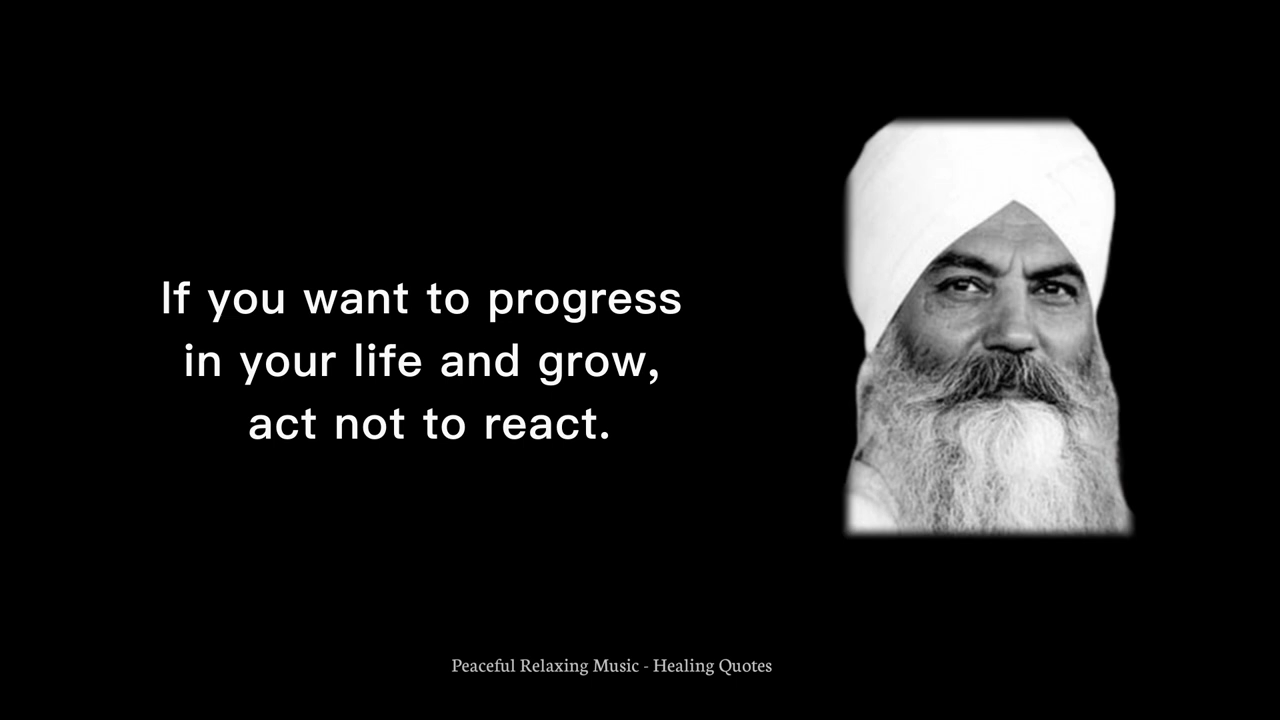 If you want to progress
in your life and grow,
act not to react.
Peaceful Relaxing Music - Healing Quotes